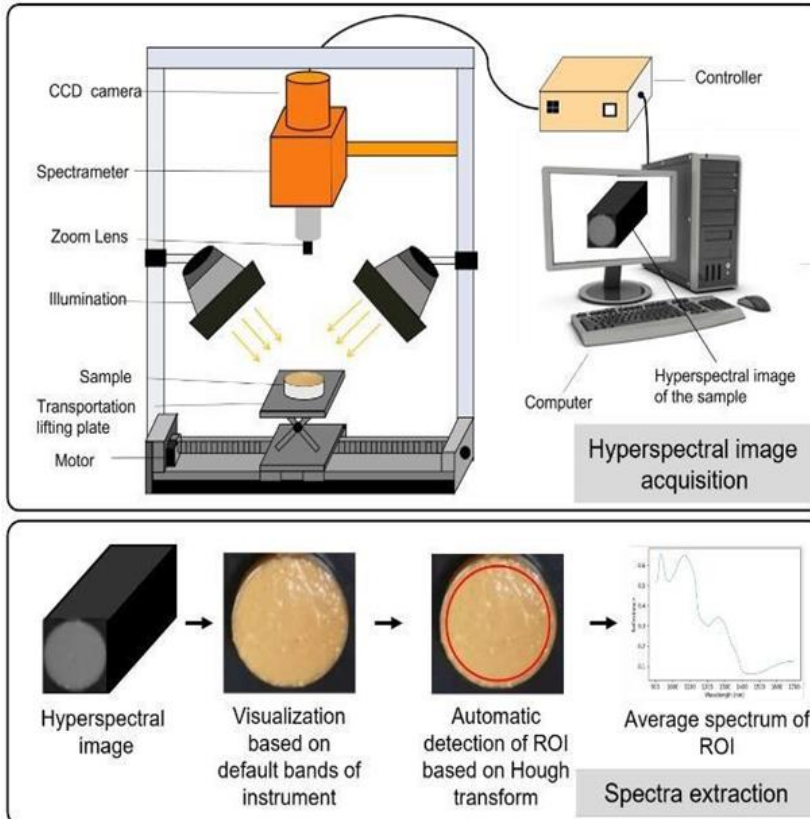 CCD camera
Spectrameter
Zoom Lens
Illumination
Sample
Transportation
lifting plate
Motor
Controller
Computer
Hyperspectral image
of the sample
Hyperspectral image
acquisition
Hyperspectral
image
Visualization
based on
default bands of
instrument
Automatic
detection of ROI
based on Hough
transform
Average spectrum of
ROI
Spectra extraction